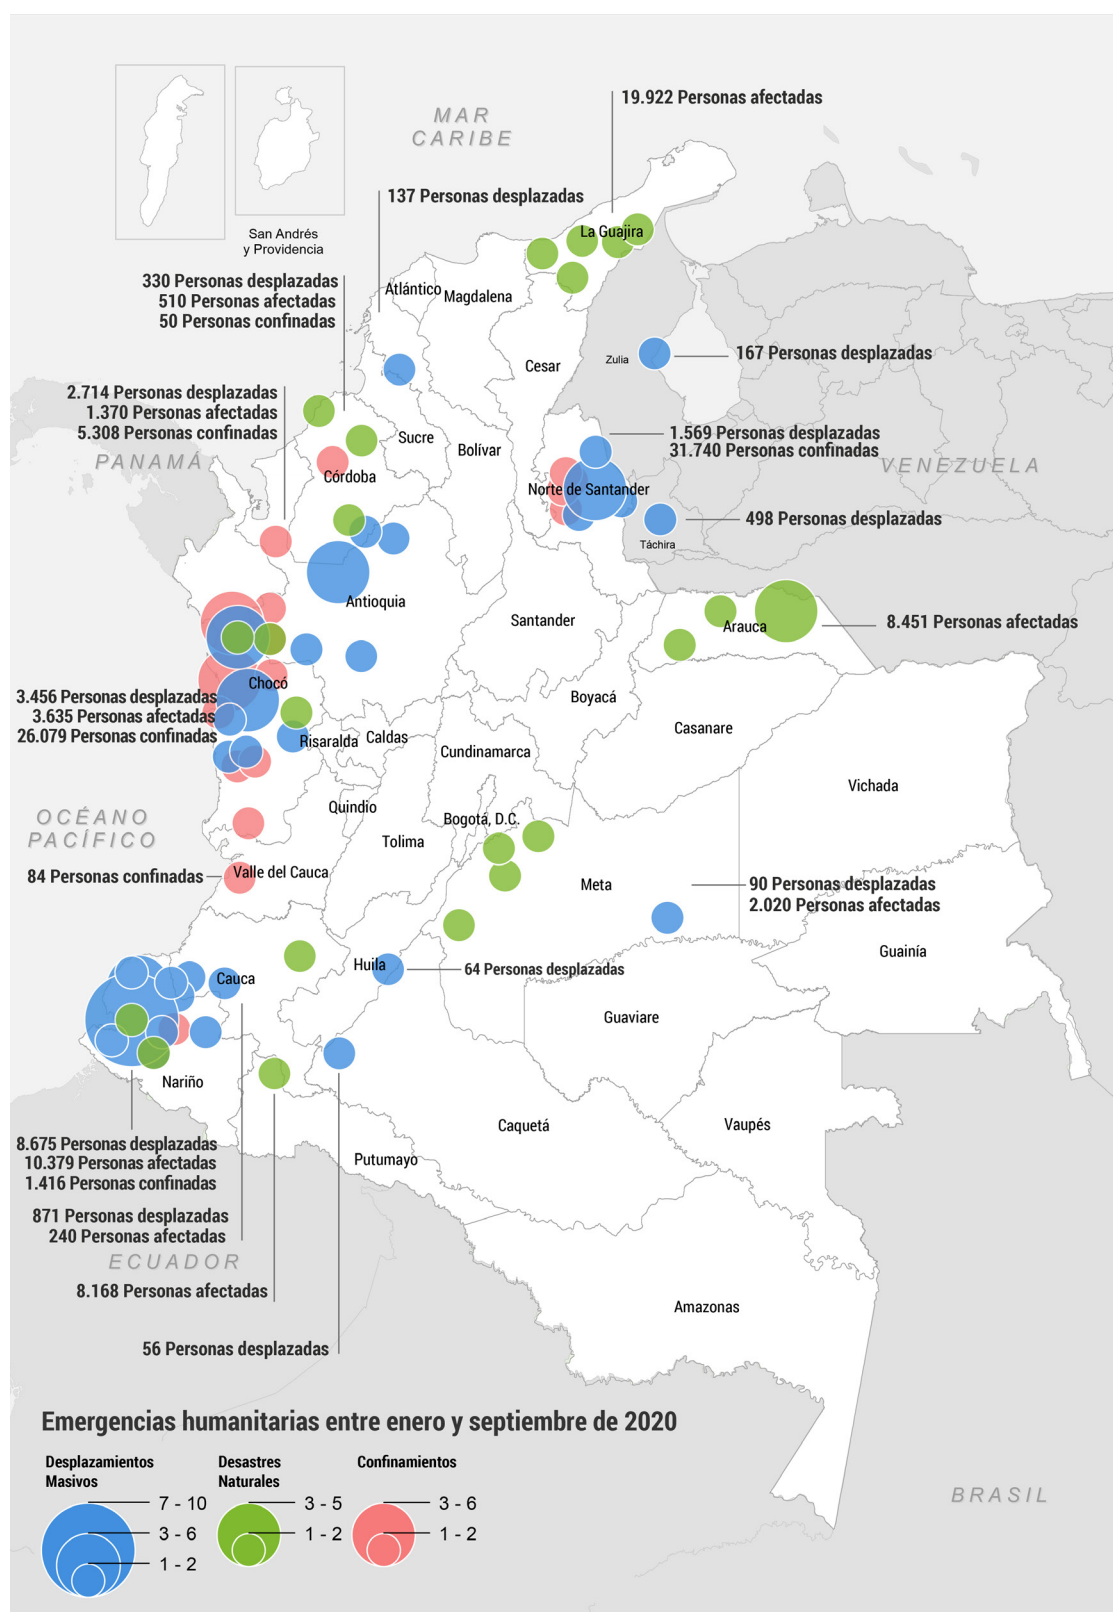 19.922 Personas afectadas
MAR
CARIBE
137 Personas desplazadas
La Guajira
San Andrés
y Providencia
330 Personas desplazadas
510 Personas afectadas
50 Personas confinadas
Atlántico
Magdalena
Zulia
167 Personas desplazadas
Cesar
2.714 Personas desplazadas
1.370 Personas afectadas
5.308 Personas confinadas
Sucre
Bolívar
1.569 Personas desplazadas
31.740 Personas confinadas
PANAMÁ
VENEZUELA
Córdoba
Norte de Santander
498 Personas desplazadas
Táchira
Antioquia
Santander
Arauca
8.451 Personas afectadas
Chocó
3.456 Personas desplazadas
3.635 Personas afectadas
26.079 Personas confinadas
Boyacá
Casanare
Risaralda
Caldas
Cundinamarca
Vichada
OCÉANO
PACÍFICO
Quindio
Bogotá, D.C.
Tolima
84 Personas confinadas
Valle del Cauca
Meta
90 Personas desplazadas
2.020 Personas afectadas
Guainía
Huila
64 Personas desplazadas
Cauca
Guaviare
Nariño
Caquetá
Vaupés
8.675 Personas desplazadas
10.379 Personas afectadas
1.416 Personas confinadas
Putumayo
871 Personas desplazadas
240 Personas afectadas
ECUADOR
8.168 Personas afectadas
Amazonas
56 Personas desplazadas
Emergencias humanitarias entre enero y septiembre de 2020
Desplazamientos
Masivos
7 - 10
3 - 6
1 - 2
Desastres
Naturales
3 - 5
1 - 2
Confinamientos
3 - 6
1 - 2
BRASIL